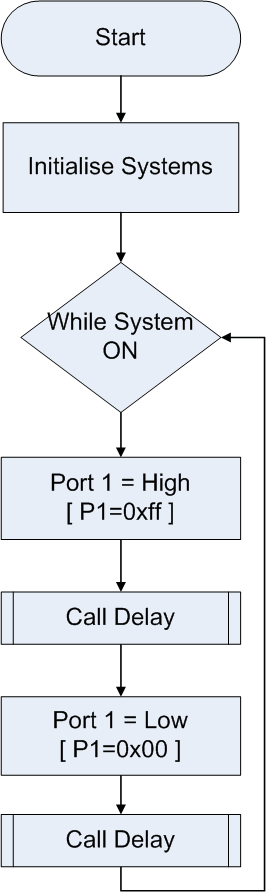 Start
Initialise Systems
While System
ON
Port 1 = High
[ P1=0xff ]
Call Delay
Port 1 = Low
[ P1=0x00 ]
Call Delay